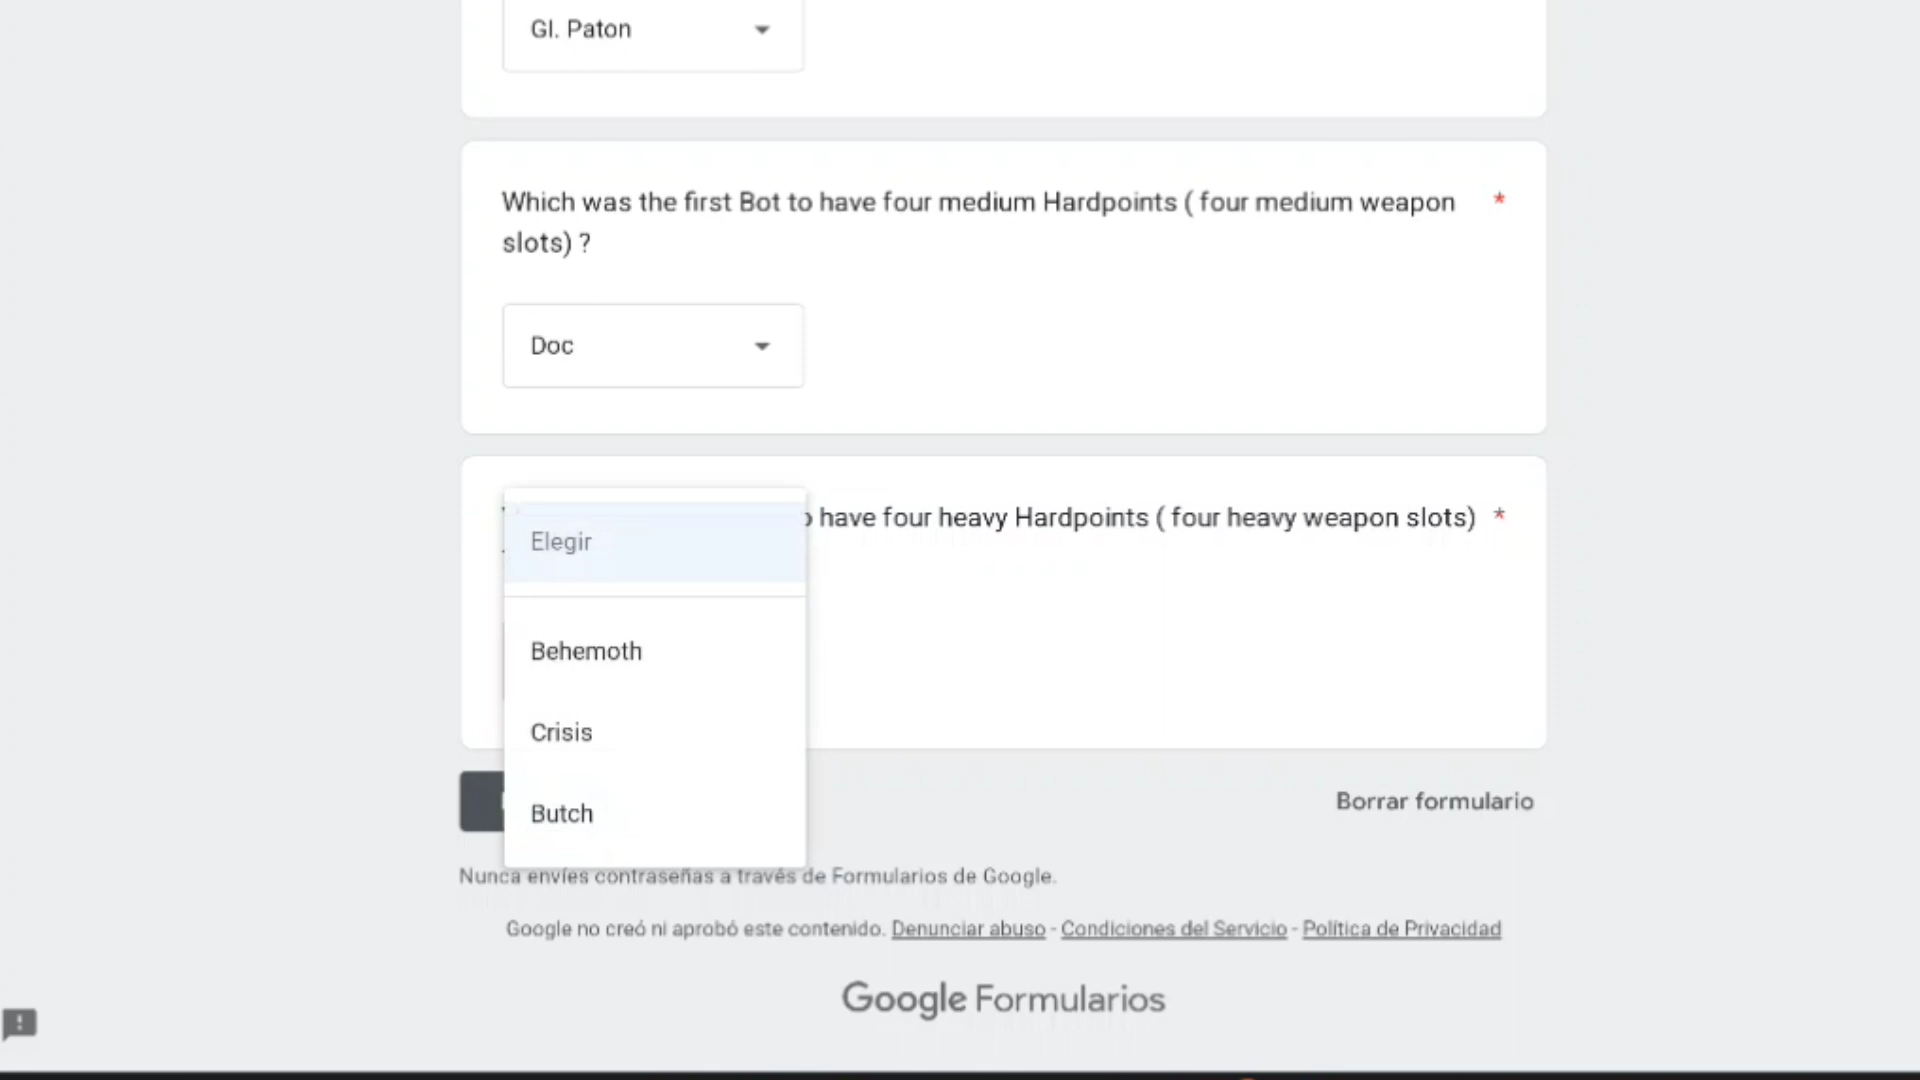 Gl. Paton
Which was the first Bot to have four medium Hardpoints ( four medium weapon *
slots) ?
Doc
have four heavy Hardpoints ( four heavy weapon slots) *
Elegir
Behemoth
Crisis
Butch
Borrar formulario
Nunca envíes contraseñas a través de Formularios de Google.
Google no creó ni aprobó este contenido. Denunciar abuso - Condiciones del Servicio - Política de Privacidad
Google Formularios